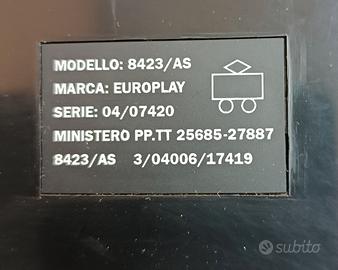 MODELLO: 8423/AS
MARCA: EUROPLAY
SERIE: 04/07420
MINISTERO PP.TT 25685-27887
8423/AS 3/04006/17419
subito